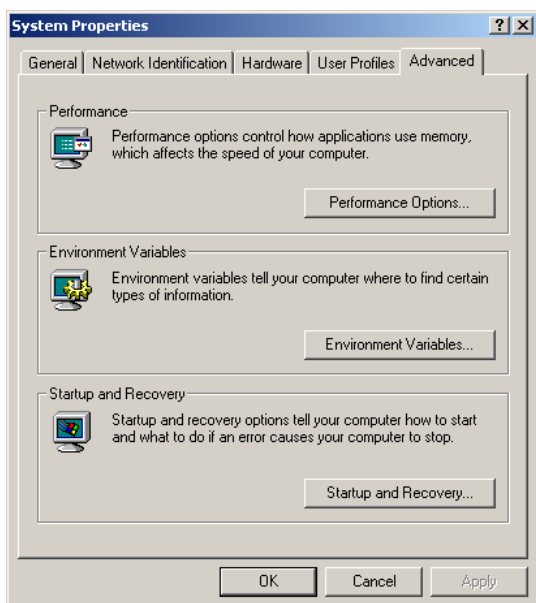 System Properties
General
Network Identification
Hardware
User Profiles
Advanced
Performance
Performance options control how applications use memory,
which affects the speed of your computer.
Performance Options...
Environment Variables
Environment variables tell your computer where to find certain
types of information.
Environment Variables...
Startup and Recovery
Startup and recovery options tell your computer how to start
and what to do if an error causes your computer to stop.
Startup and Recovery...
OK
Cancel
Apply